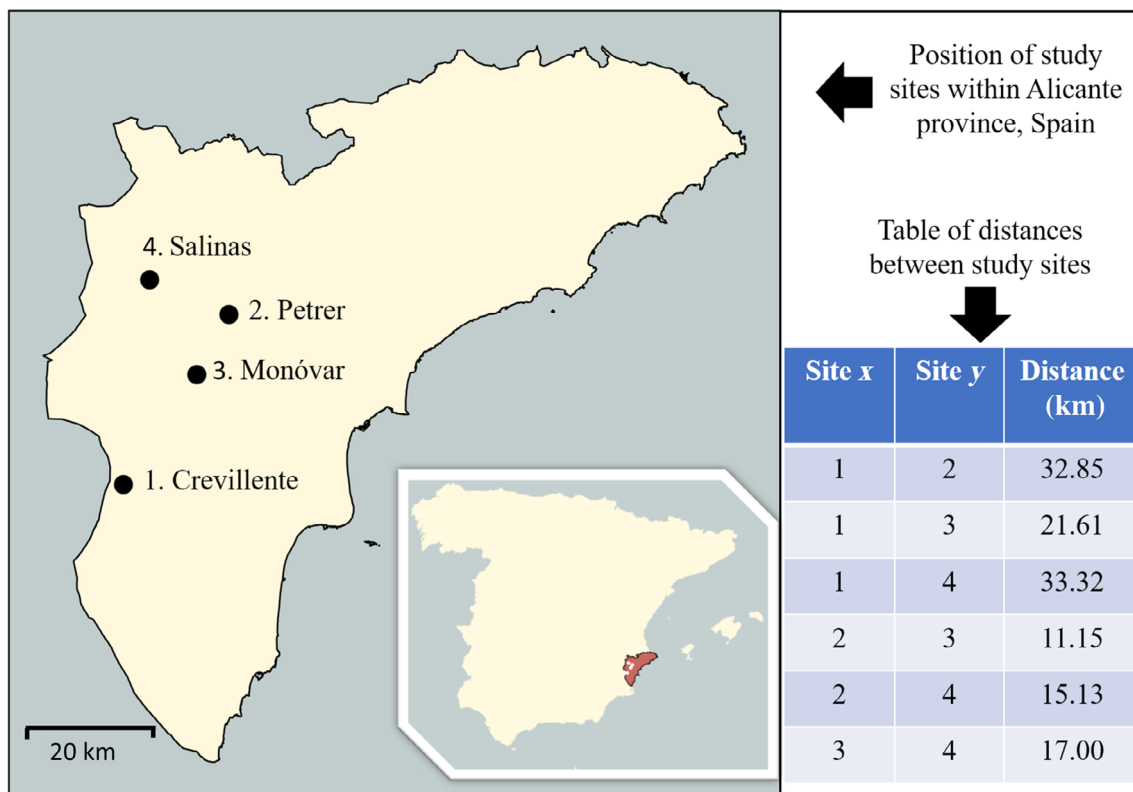 4. Salinas
2. Petrer
3. Monóvar
1. Crevillente
20 km
Position of study
sites within Alicante
province, Spain
Table of distances
between study sites
Site x Site y Distance
(km)
1 2 32.85
1 3 21.61
1 4 33.32
2 3 11.15
2 4 15.13
3 4 17.00